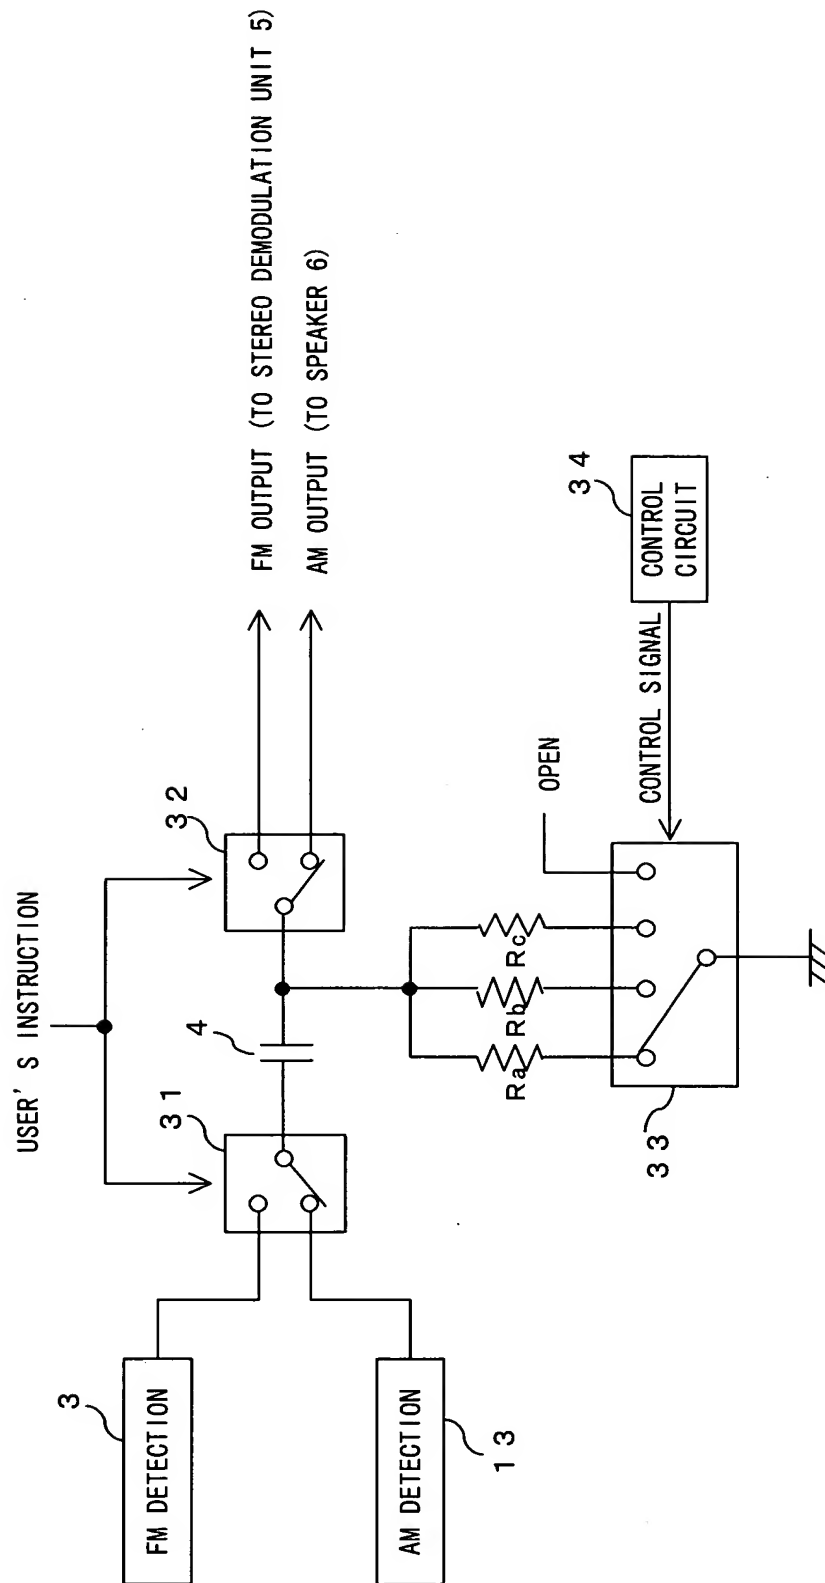 USER' S INSTRUCTION
FM OUTPUT (TO STEREO DEMODULATION UNIT 5)
AM OUTPUT (TO SPEAKER 6)
3
FM DETECTION
AM DETECTION
13
31
4
32
Ra
Rb
Rc
OPEN
33
CONTROL SIGNAL
34
CONTROL
CIRCUIT